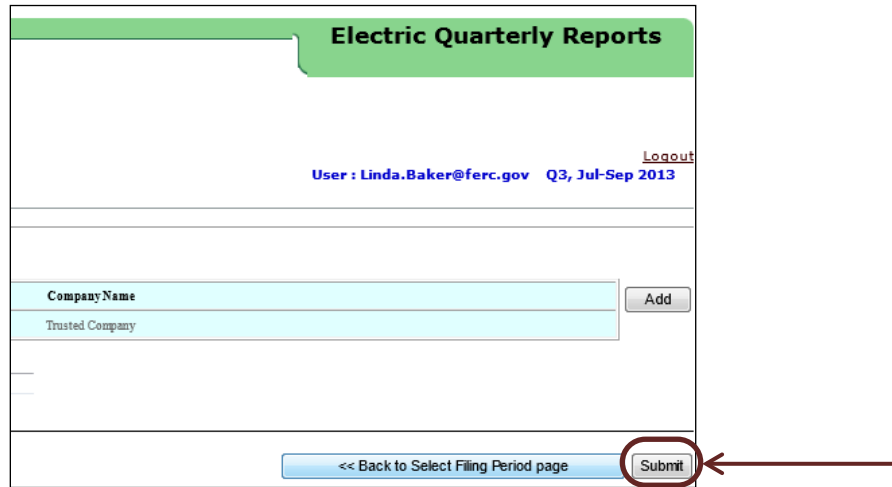 Electric Quarterly Reports
Logout
User : Linda.Baker@ferc.gov Q3, Jul-Sep 2013
Company Name
Add
Trusted Company
<< Back to Select Filing Period page
Submit